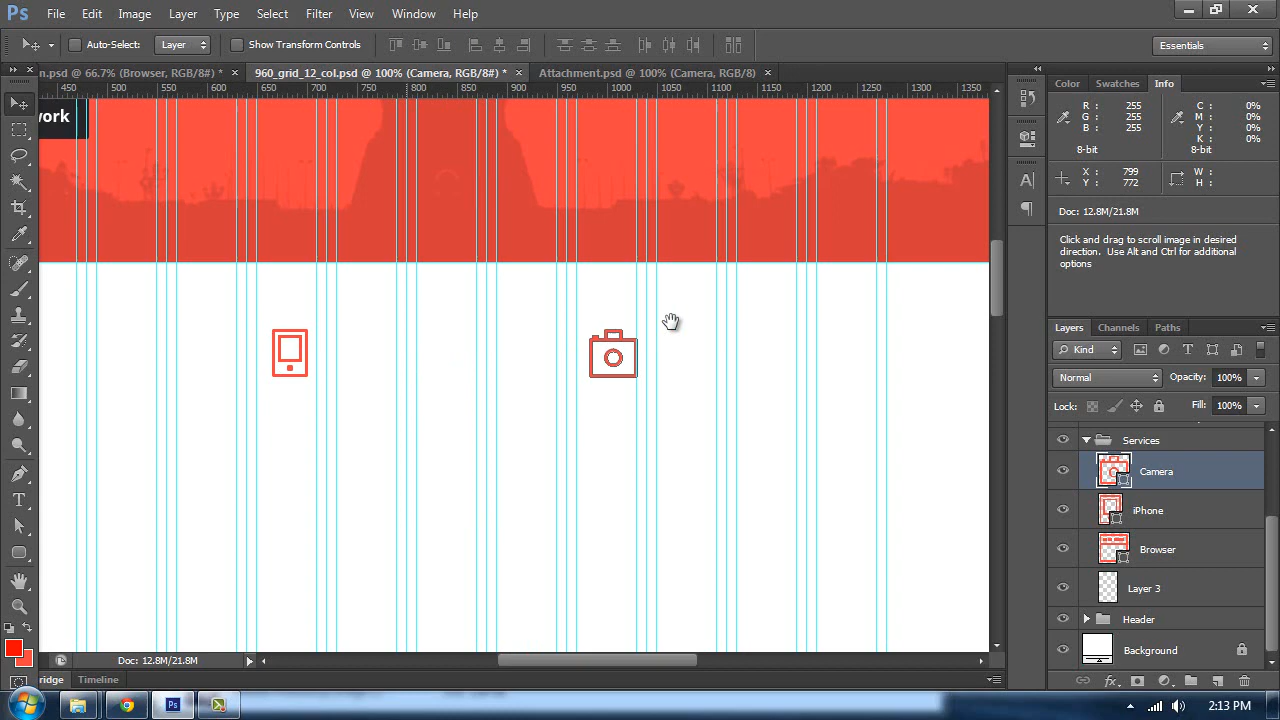 Ps File Edit Image Layer Type Select Filter View Window Help
Auto-Select: Layer Show Transform Controls Essentials
n.psd @ 66.7% (Browser, RGB/8#) * × 960_grid_12_col.psd @ 100% (Camera, RGB/8#) * × Attachment.psd @ 100% (Camera, RGB/8) ×
450 500 550 600 650 700 750 800 850 900 950 1000 1050 1100 1150 1200 1250 1300 1350
work
Color Swatches Info
R : 255 C : 0%
G : 255 M : 0%
B : 255 Y : 0%
K : 0%
8-bit 8-bit
X : 799 W :
Y : 772 H :
Doc: 12.8M/21.8M
Click and drag to scroll image in desired
direction. Use Alt and Ctrl for additional
options
Layers Channels Paths
Kind
Normal Opacity: 100%
Lock: Fill: 100%
Services
Camera
iPhone
Browser
Layer 3
Header
Background
Doc: 12.8M/21.8M
ridge Timeline
2:13 PM